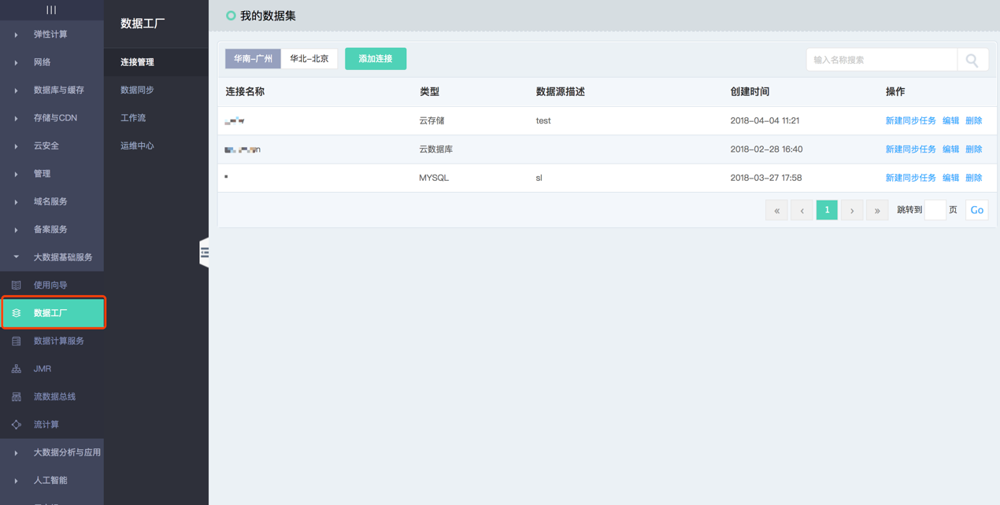 弹性计算
网络
数据库与缓存
存储与CDN
云安全
管理
域名服务
备案服务
大数据基础服务
使用向导
数据工厂
数据计算服务
JMR
流数据总线
流计算
大数据分析与应用
人工智能
数据工厂
连接管理
数据同步
工作流
运维中心
我的数据集
华南-广州 华北-北京 添加连接 输入名称搜索
连接名称 类型 数据源描述 创建时间 操作
云存储 test 2018-04-04 11:21 新建同步任务 编辑 删除
云数据库 2018-02-28 16:40 新建同步任务 编辑 删除
MYSQL sl 2018-03-27 17:58 新建同步任务 编辑 删除
« ‹ 1 › » 跳转到 页 Go